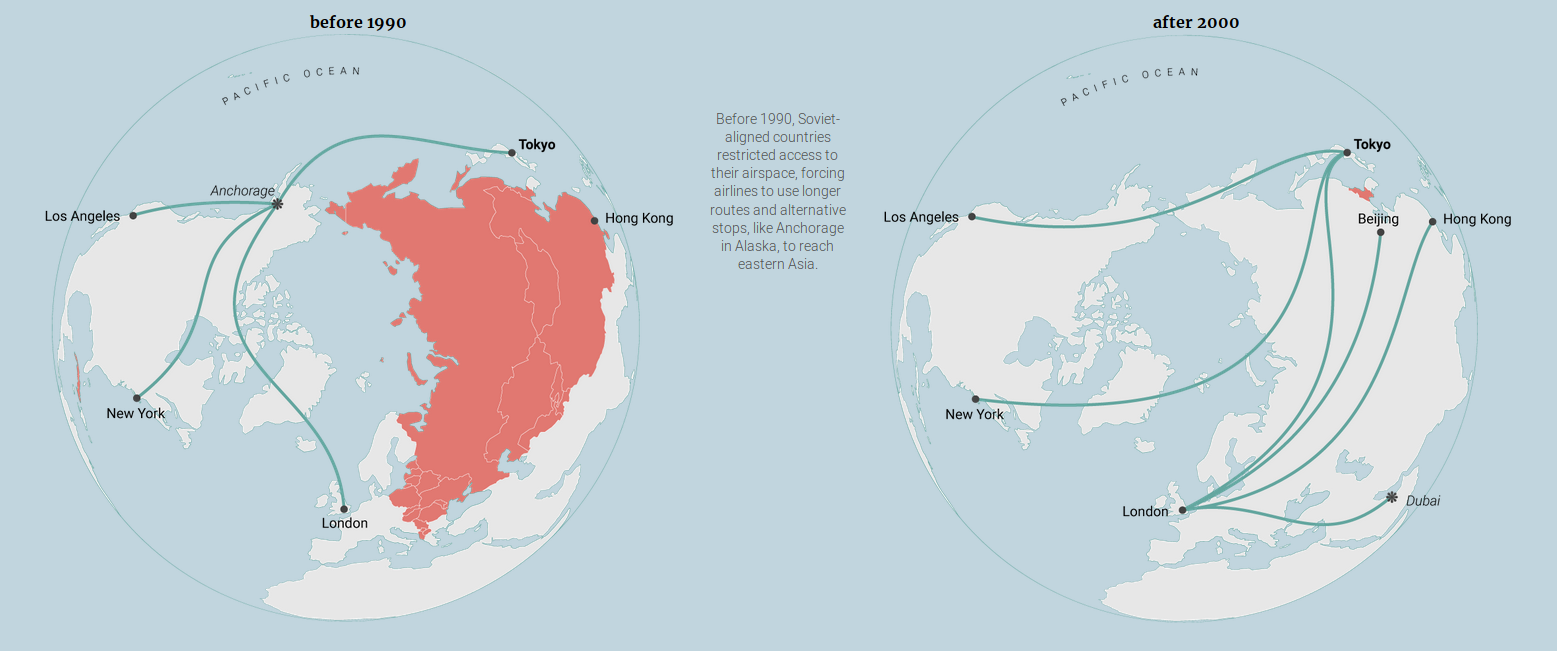 before 1990
PACIFIC OCEAN
Tokyo
Anchorage
Los Angeles
Hong Kong
New York
London
Before 1990, Soviet-
aligned countries
restricted access to
their airspace, forcing
airlines to use longer
routes and alternative
stops, like Anchorage
in Alaska, to reach
eastern Asia.
after 2000
PACIFIC OCEAN
Tokyo
Los Angeles
Beijing
Hong Kong
New York
London
Dubai